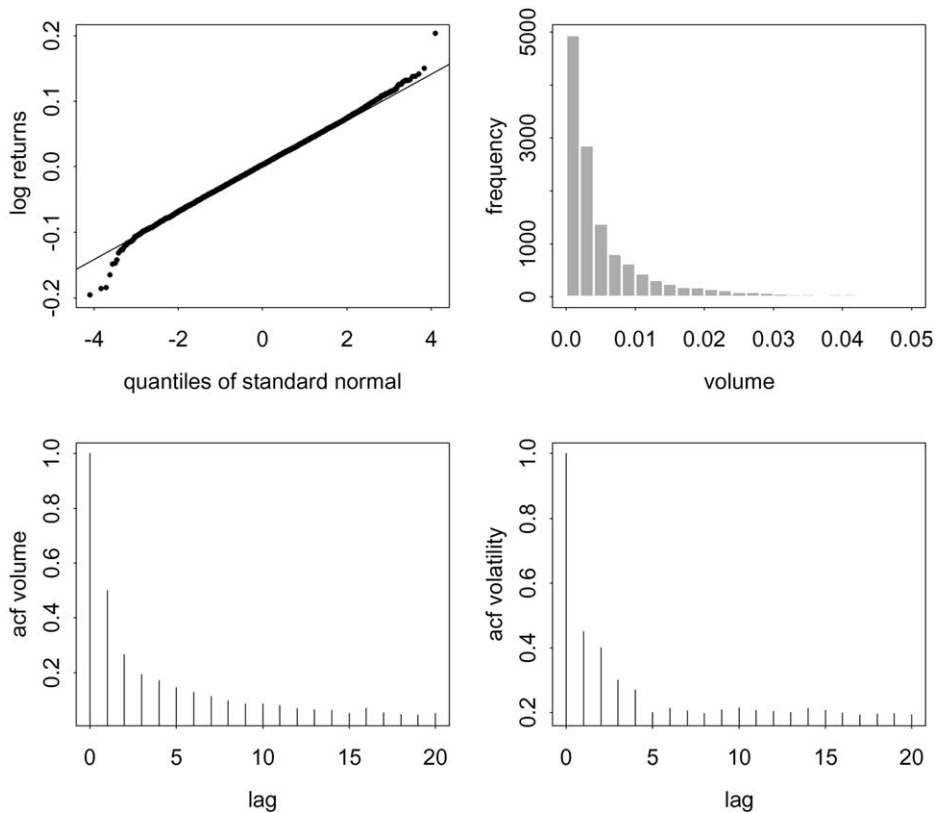 log returns
0.2
0.1
0.0
-0.1
-0.2
-4 -2 0 2 4
quantiles of standard normal
frequency
5000
3000
1000
0
0.0 0.01 0.02 0.03 0.04 0.05
volume
acf volume
1.0
0.8
0.6
0.4
0.2
0 5 10 15 20
lag
acf volatility
1.0
0.8
0.6
0.4
0.2
0 5 10 15 20
lag